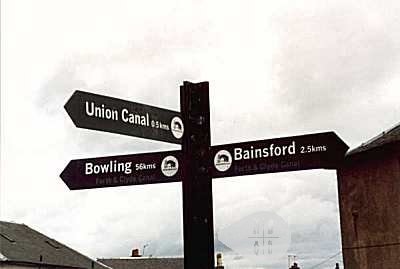 Union Canal 0.5kms
Bowling 56kms
Forth & Clyde Canal
Bainsford 2.5kms
Forth & Clyde Canal